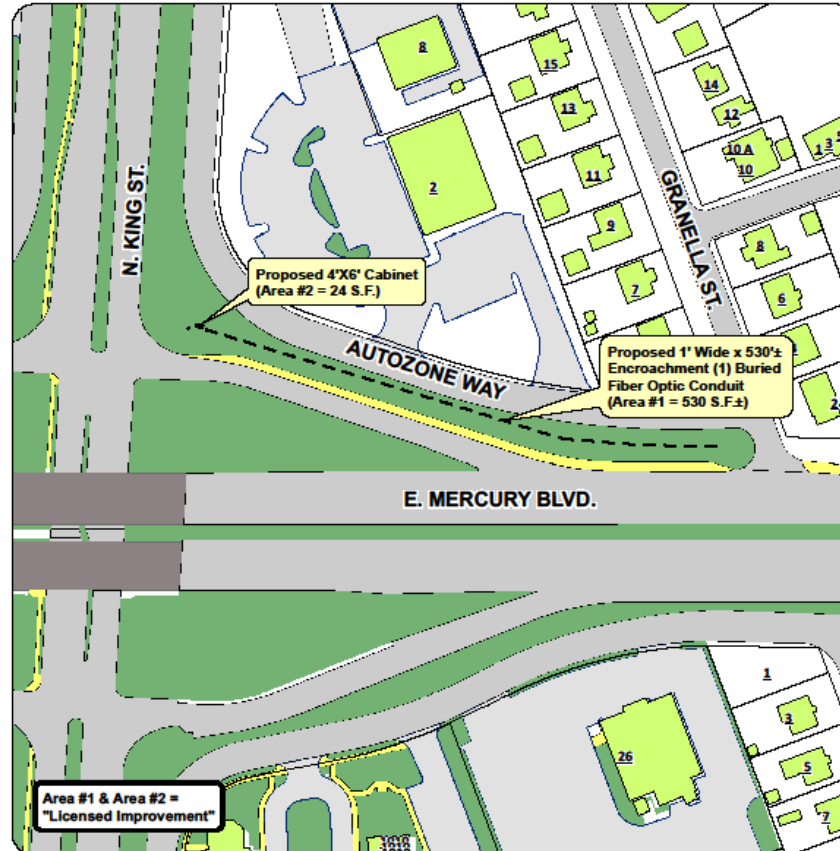 8
15
13
14
12
10 A
10
1
3
2
11
N. KING ST.
GRANELLA ST.
9
8
7
6
Proposed 4'X6' Cabinet
(Area #2 = 24 S.F.)
AUTOZONE WAY
Proposed 1' Wide x 530'±
Encroachment (1) Buried
Fiber Optic Conduit
(Area #1 = 530 S.F.±)
E. MERCURY BLVD.
1
3
26
5
7
Area #1 & Area #2 =
"Licensed Improvement"